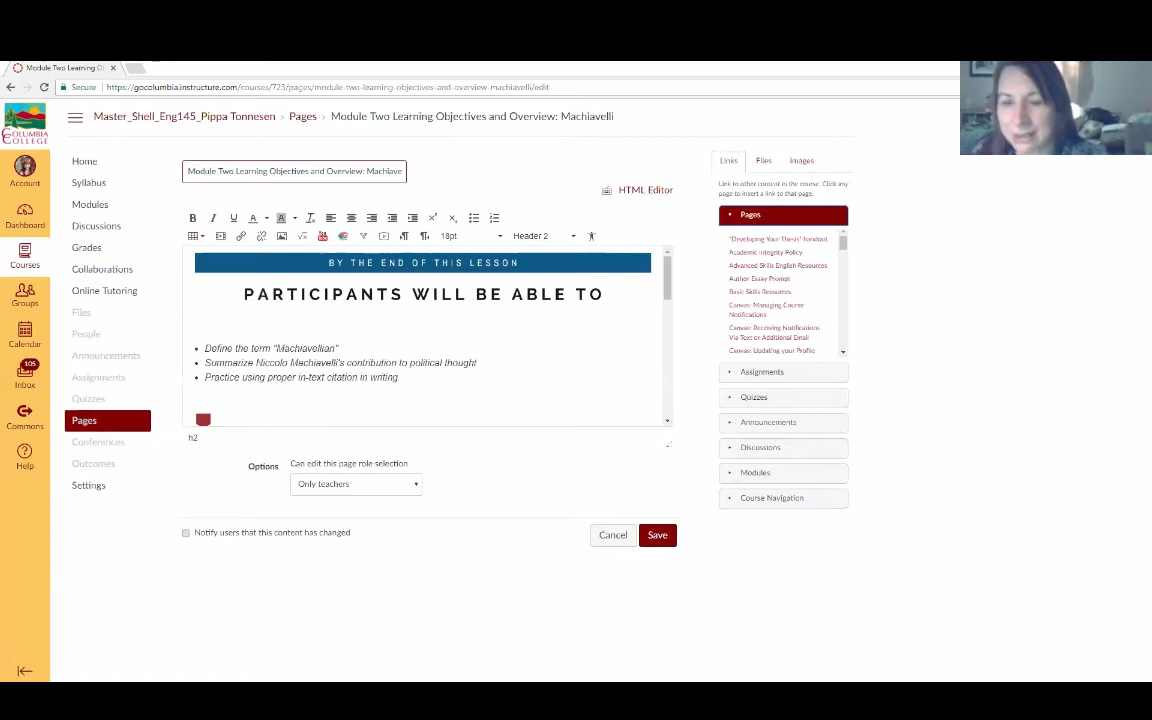 Module Two Learning Ol
Secure
https://gocolumbia.instructure.com/courses/723/pages/module-two-learning-objectives-and-overview-machiavelli/edit
COLUMBIA
COLLEGE
Account
Dashboard
Courses
Groups
Calendar
105
Inbox
Commons
Help
Master_Shell_Eng145_Pippa Tonnesen › Pages › Module Two Learning Objectives and Overview: Machiavelli
Home
Syllabus
Modules
Discussions
Grades
Collaborations
Online Tutoring
Files
People
Announcements
Assignments
Quizzes
Pages
Conferences
Outcomes
Settings
Module Two Learning Objectives and Overview: Machiave
HTML Editor
B I U A A
18pt Header 2
BY THE END OF THIS LESSON
PARTICIPANTS WILL BE ABLE TO
• Define the term "Machiavellian"
• Summarize Niccolo Machiavelli's contribution to political thought
• Practice using proper in-text citation in writing
h2
Options
Can edit this page role selection
Only teachers
Notify users that this content has changed
Cancel
Save
Links Files Images
Link to other content in the course. Click any
page to insert a link to that page.
Pages
"Developing Your Thesis" handout
Academic Integrity Policy
Advanced Skills English Resources
Author Essay Prompt
Basic Skills Resources
Canvas: Managing Course
Notifications
Canvas: Receiving Notifications
Via Text or Additional Email
Canvas: Updating your Profile
Assignments
Quizzes
Announcements
Discussions
Modules
Course Navigation